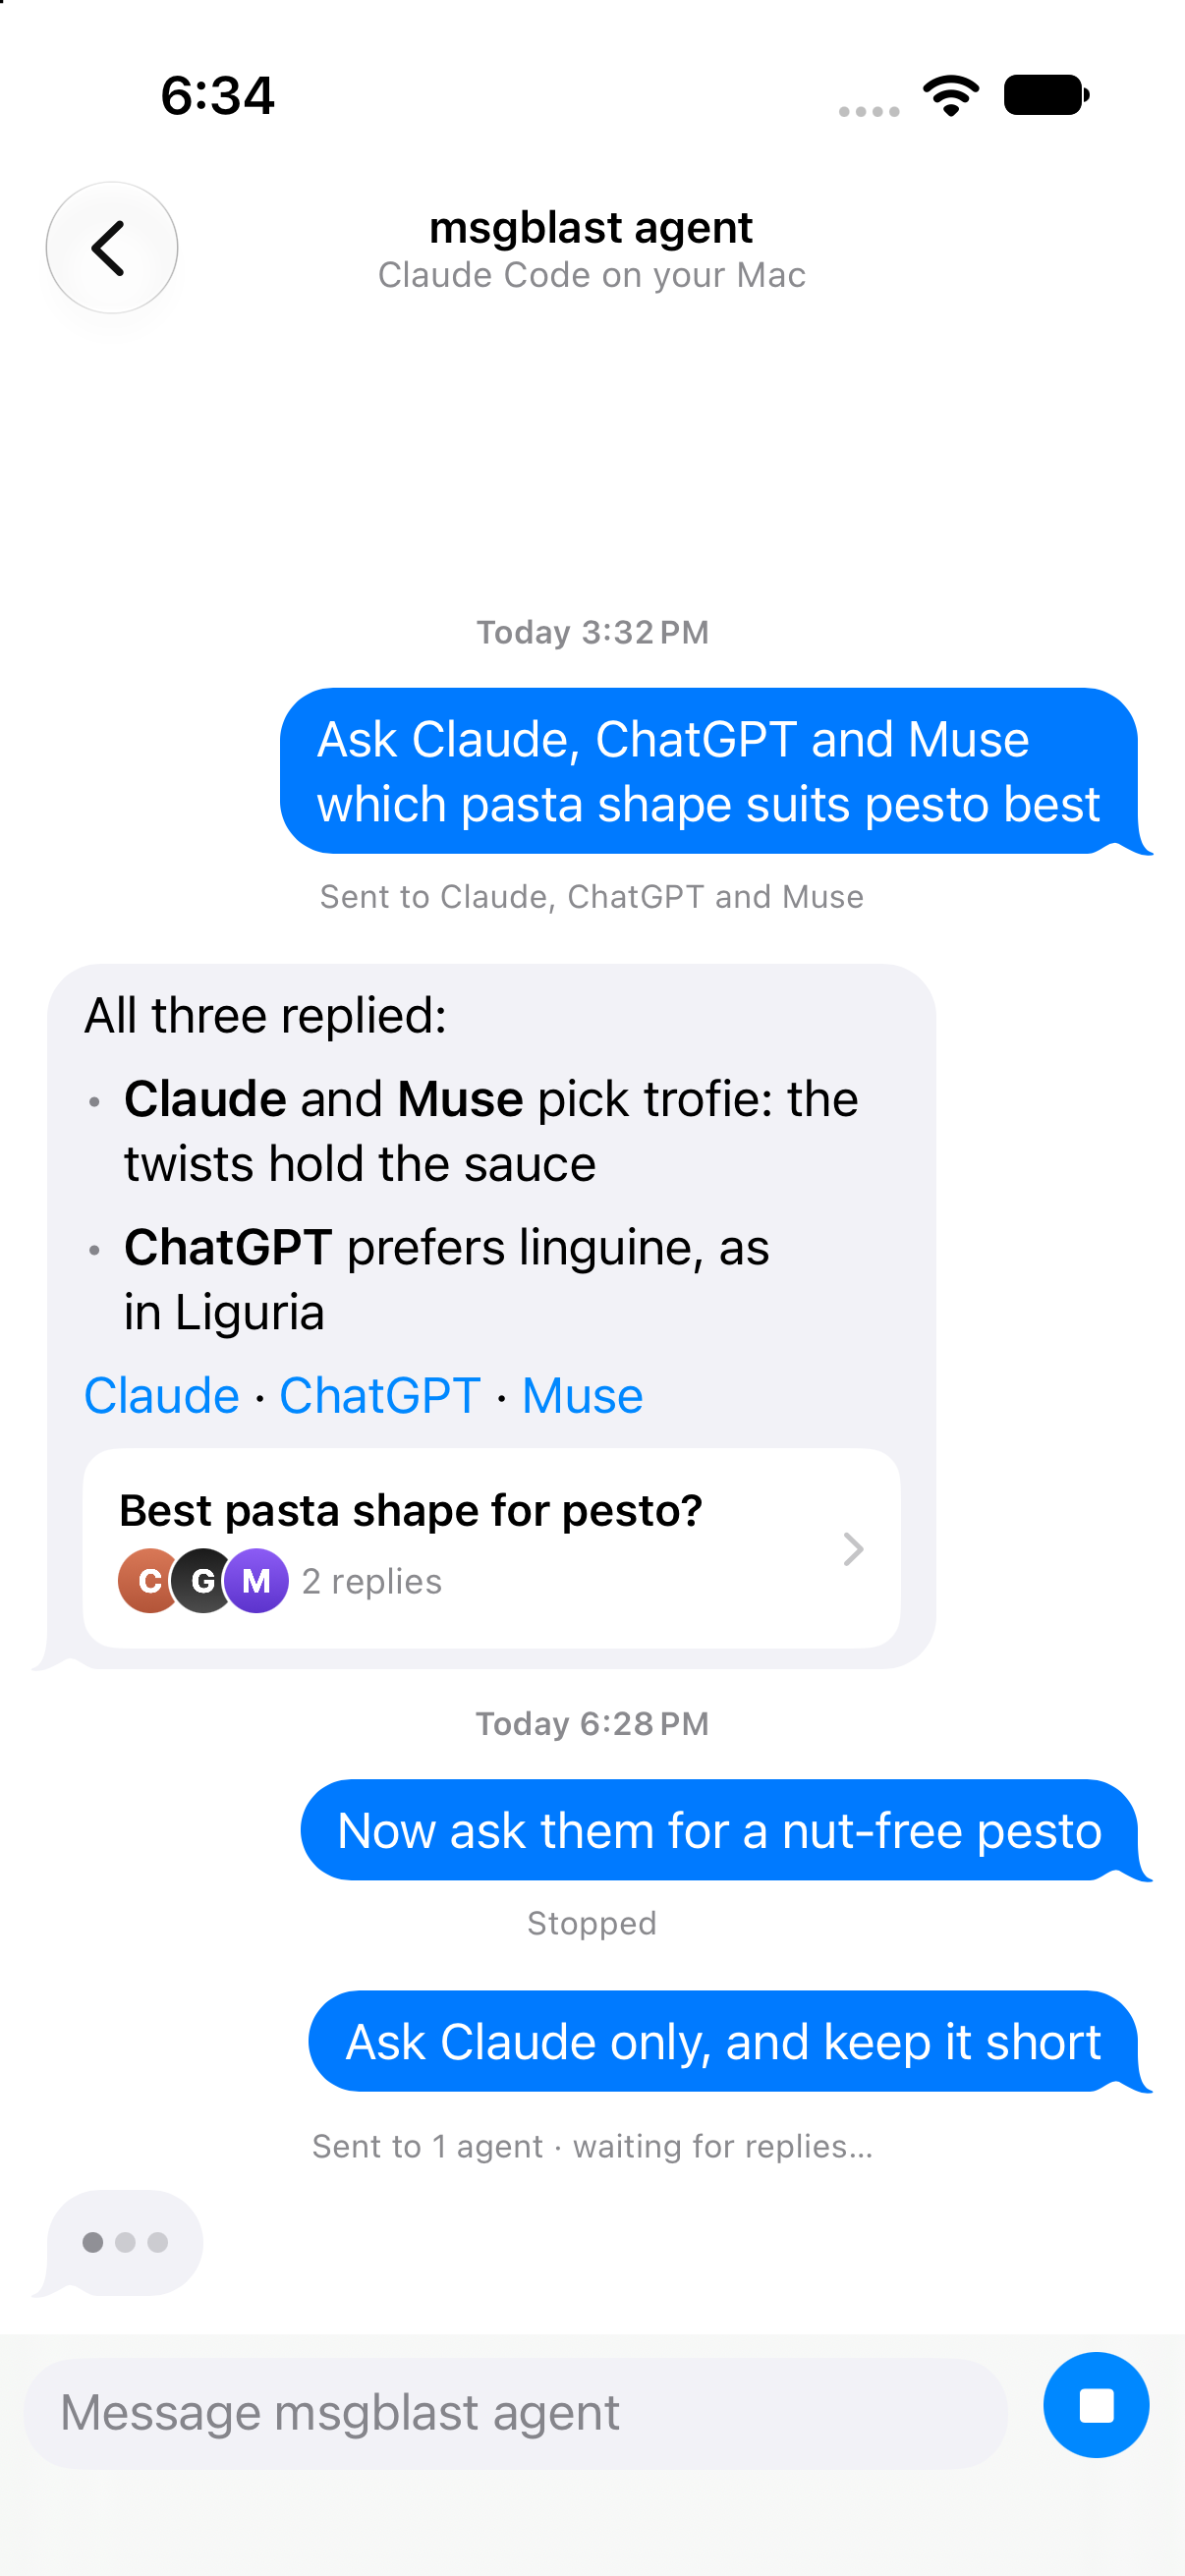 6:34
msgblast agent
Claude Code on your Mac
Today 3:32 PM
Ask Claude, ChatGPT and Muse
which pasta shape suits pesto best
Sent to Claude, ChatGPT and Muse
All three replied:
• Claude and Muse pick trofie: the
twists hold the sauce
• ChatGPT prefers linguine, as
in Liguria
Claude · ChatGPT · Muse
Best pasta shape for pesto?
C G M 2 replies
Today 6:28 PM
Now ask them for a nut-free pesto
Stopped
Ask Claude only, and keep it short
Sent to 1 agent · waiting for replies...
Message msgblast agent